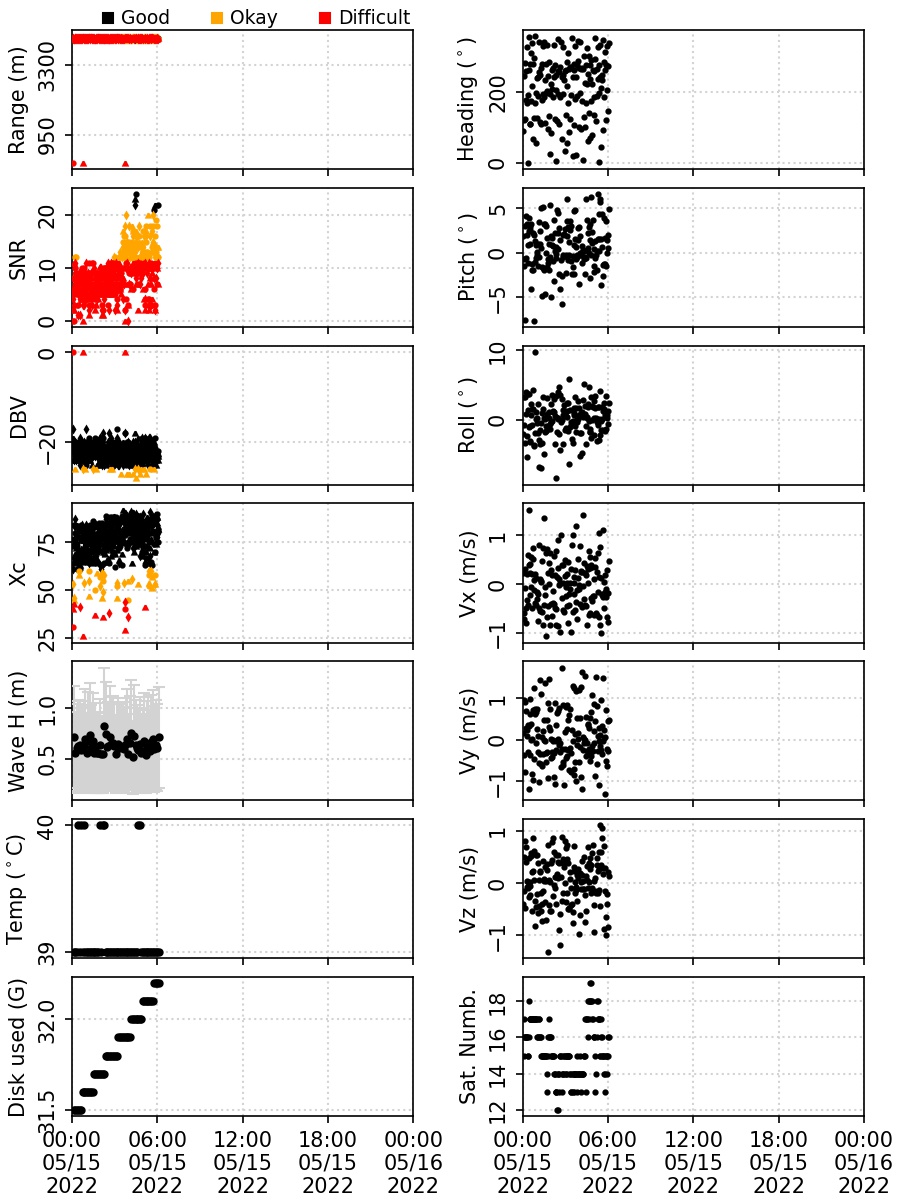 Good Okay Difficult
Range (m)
3300
950
Heading (°)
200
0
SNR
20
10
0
Pitch (°)
5
0
−5
DBV
0
−20
Roll (°)
10
0
Xc
75
50
25
Vx (m/s)
1
0
−1
Wave H (m)
1.0
0.5
Vy (m/s)
1
0
−1
Temp (°C)
40
39
Vz (m/s)
1
0
−1
Disk used (G)
32.0
31.5
Sat. Numb.
18
16
14
12
00:00 06:00 12:00 18:00 00:00
05/15 05/15 05/15 05/15 05/16
2022 2022 2022 2022 2022
00:00 06:00 12:00 18:00 00:00
05/15 05/15 05/15 05/15 05/16
2022 2022 2022 2022 2022